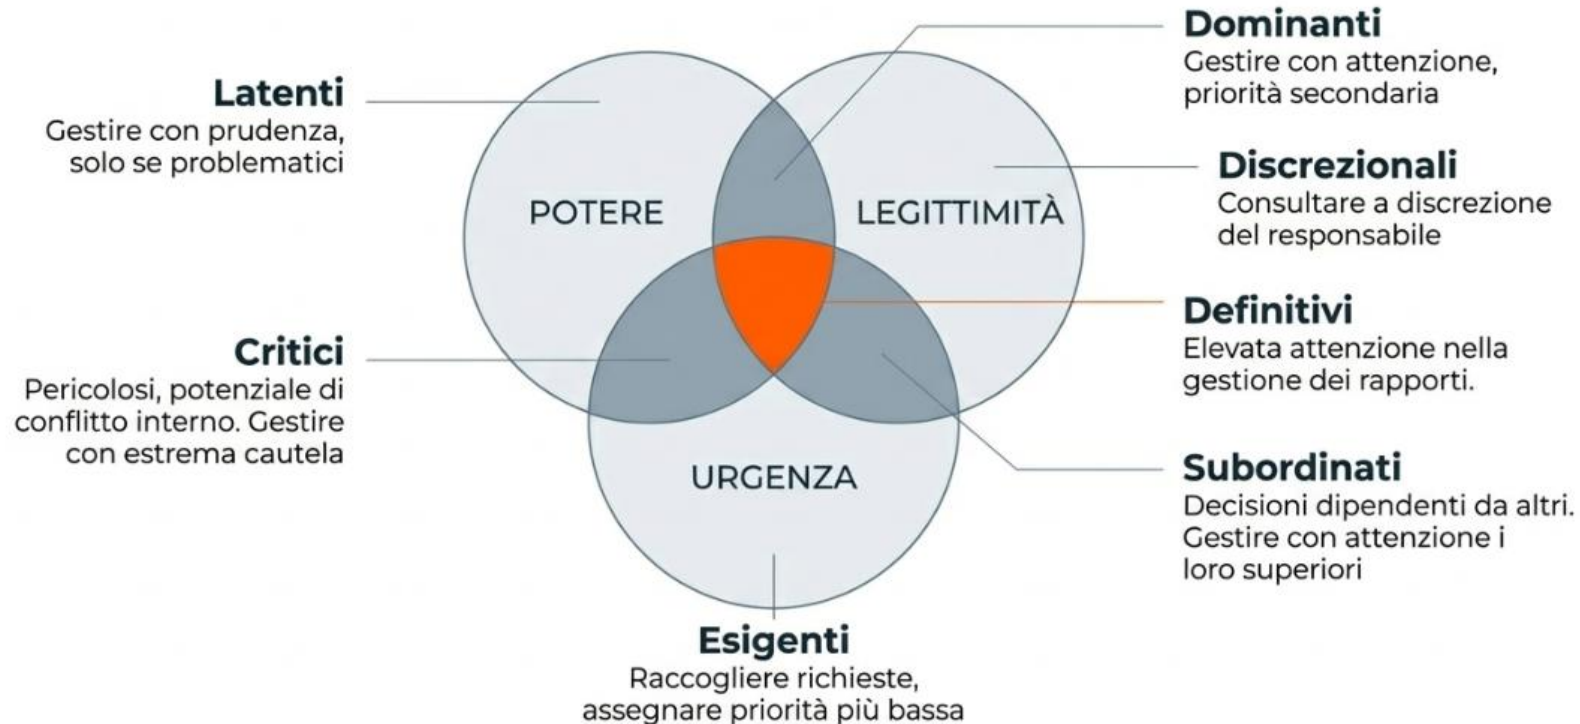 Latenti
Gestire con prudenza,
solo se problematici
Critici
Pericolosi, potenziale di
conflitto interno. Gestire
con estrema cautela
POTERE
LEGITTIMITÀ
URGENZA
Dominanti
Gestire con attenzione,
priorità secondaria
Discrezionali
Consultare a discrezione
del responsabile
Definitivi
Elevata attenzione nella
gestione dei rapporti.
Subordinati
Decisioni dipendenti da altri.
Gestire con attenzione i
loro superiori
Esigenti
Raccogliere richieste,
assegnare priorità più bassa